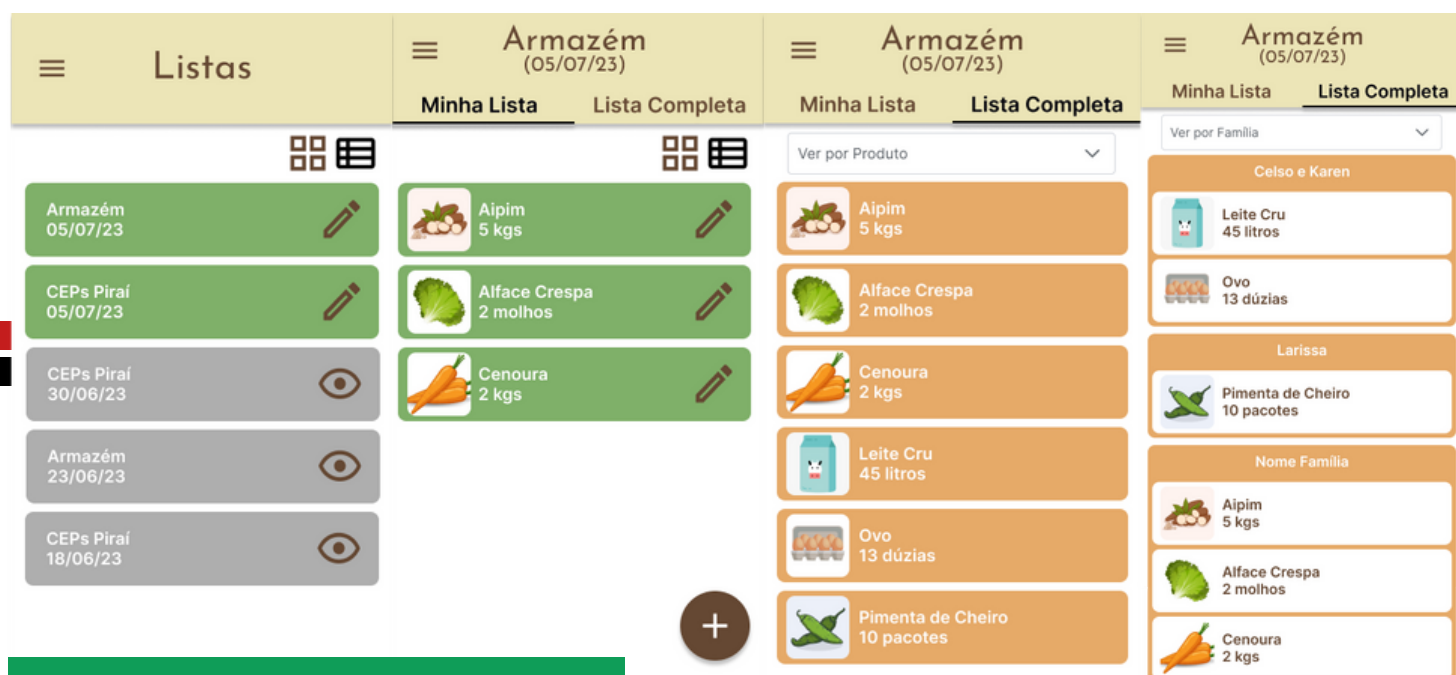 Listas
Armazém
05/07/23
CEPs Piraí
05/07/23
CEPs Piraí
30/06/23
Armazém
23/06/23
CEPs Piraí
18/06/23
Armazém
(05/07/23)
Minha Lista
Lista Completa
Aipim
5 kgs
Alface Crespa
2 molhos
Cenoura
2 kgs
Armazém
(05/07/23)
Minha Lista
Lista Completa
Ver por Produto
Aipim
5 kgs
Alface Crespa
2 molhos
Cenoura
2 kgs
Leite Cru
45 litros
Ovo
13 dúzias
Pimenta de Cheiro
10 pacotes
Armazém
(05/07/23)
Minha Lista
Lista Completa
Ver por Família
Celso e Karen
Leite Cru
45 litros
Ovo
13 dúzias
Larissa
Pimenta de Cheiro
10 pacotes
Nome Família
Aipim
5 kgs
Alface Crespa
2 molhos
Cenoura
2 kgs